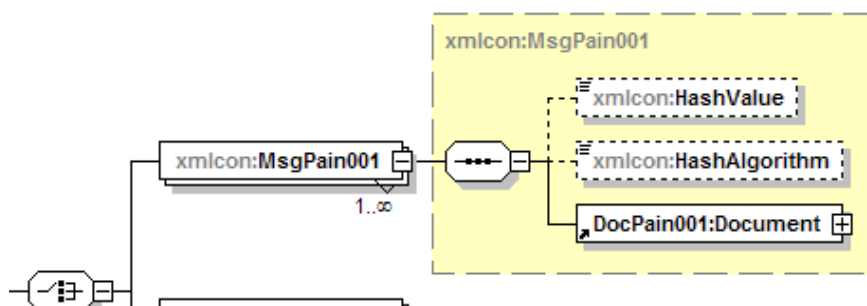 xmlcon:MsgPain001
xmlcon:HashValue
xmlcon:MsgPain001
xmlcon:HashAlgorithm
1..∞
DocPain001:Document